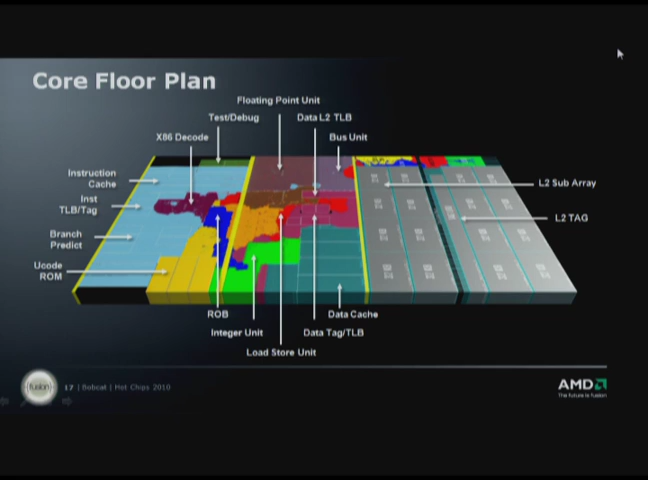 Core Floor Plan
Floating Point Unit
Test/Debug
Data L2 TLB
X86 Decode
Bus Unit
Instruction
Cache
Inst
TLB/Tag
Branch
Predict
Ucode
ROM
L2 Sub Array
L2 TAG
ROB
Data Cache
Integer Unit
Data Tag/TLB
Load Store Unit
fusion
17 | Bobcat | Hot Chips 2010
AMD
The future is fusion